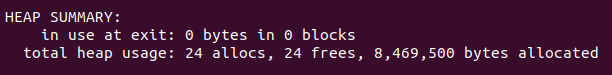 HEAP SUMMARY:
    in use at exit: 0 bytes in 0 blocks
  total heap usage: 24 allocs, 24 frees, 8,469,500 bytes allocated